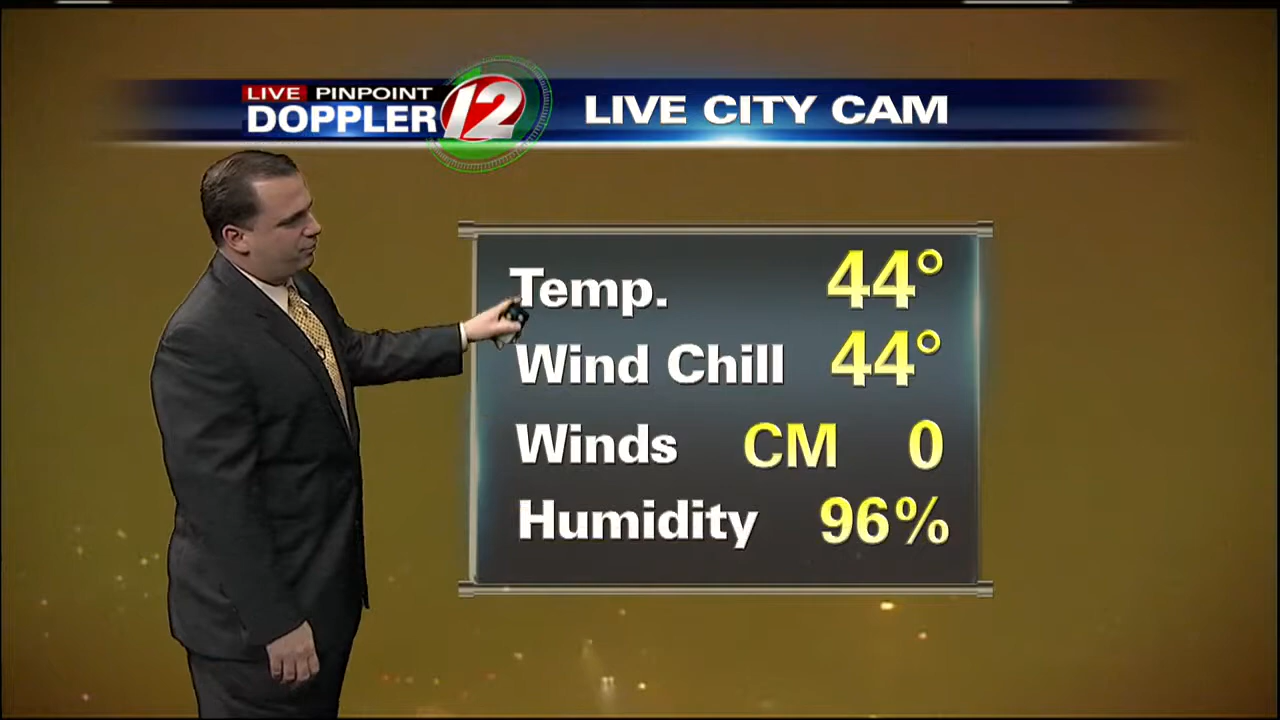 LIVE PINPOINT
DOPPLER 12
LIVE CITY CAM
Temp. 44°
Wind Chill 44°
Winds CM 0
Humidity 96%